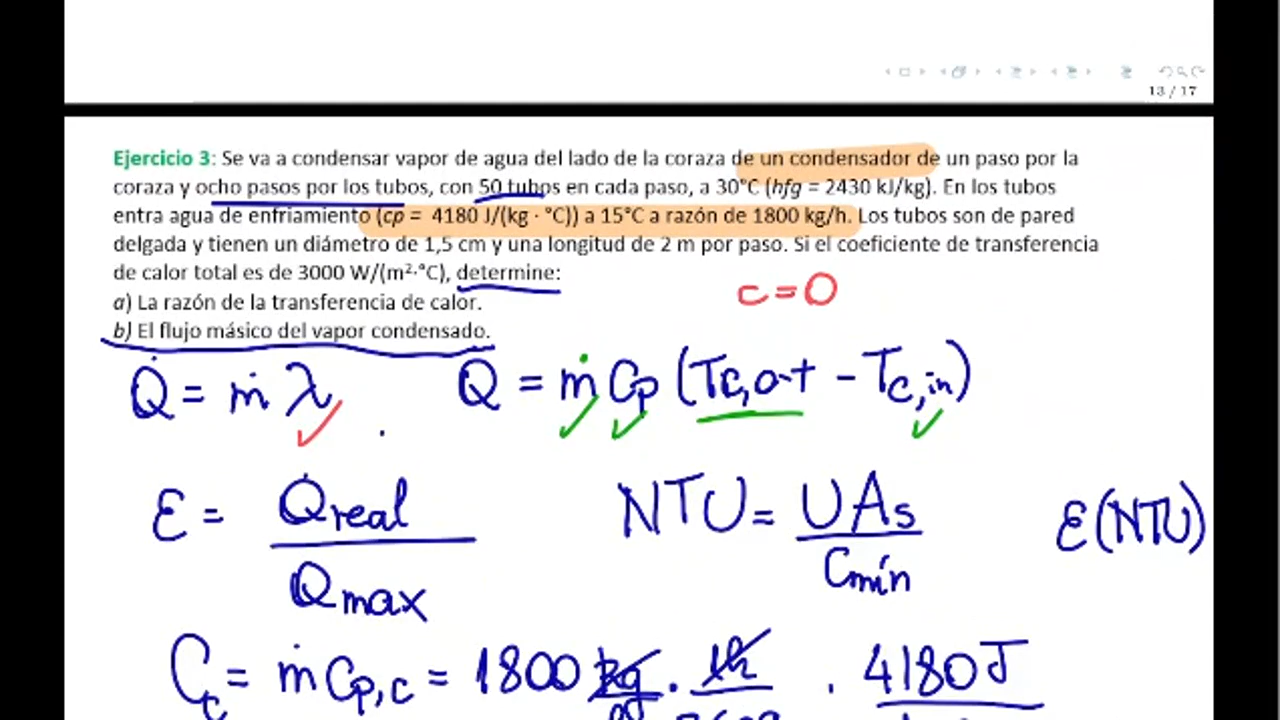 13 / 17
Ejercicio 3: Se va a condensar vapor de agua del lado de la coraza de un condensador de un paso por la
coraza y ocho pasos por los tubos, con 50 tubos en cada paso, a 30°C (hfg = 2430 kJ/kg). En los tubos
entra agua de enfriamiento (cp = 4180 J/(kg · °C)) a 15°C a razón de 1800 kg/h. Los tubos son de pared
delgada y tienen un diámetro de 1,5 cm y una longitud de 2 m por paso. Si el coeficiente de transferencia
de calor total es de 3000 W/(m²·°C), determine:
a) La razón de la transferencia de calor.
c = 0
b) El flujo másico del vapor condensado.
Q̇ = ṁ λ Q = ṁ Cp (Tc,out - Tc,in)
ε = Qreal / Qmax NTU = UAs / Cmín ε(NTU)
Cc = ṁ Cp,c = 1800 kg · 1h · 4180 J